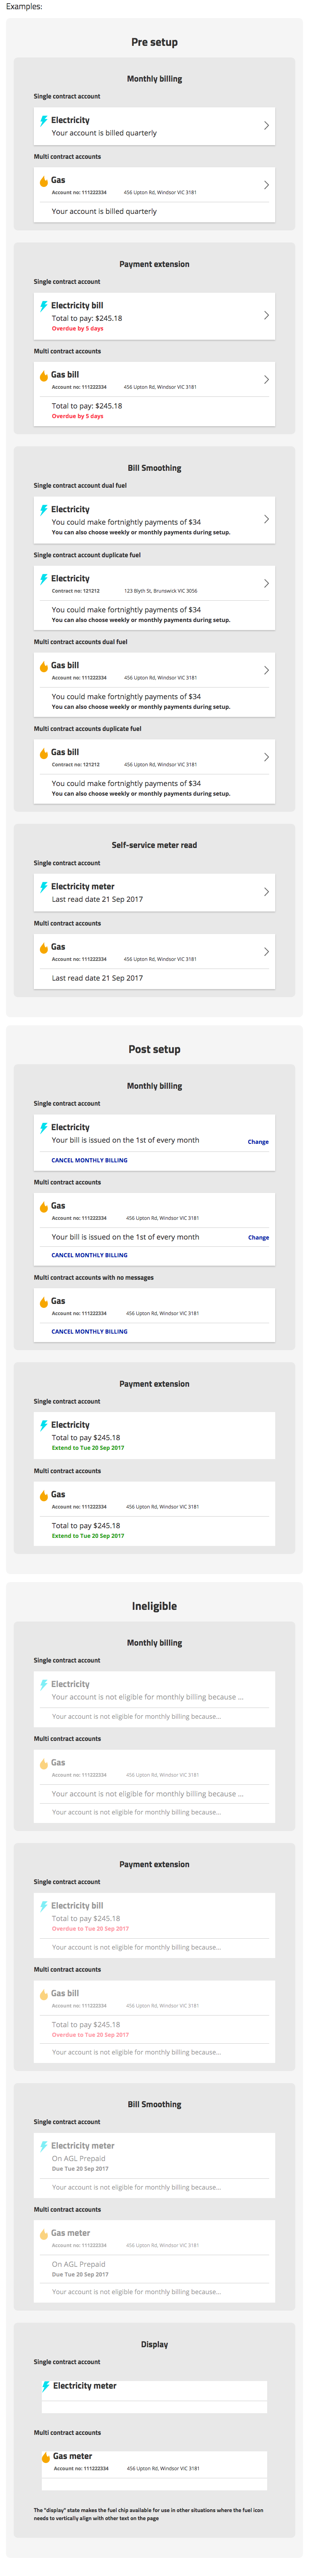 Examples:
Pre setup
Monthly billing
Single contract account
Electricity
Your account is billed quarterly
Multi contract accounts
Gas
Account no: 111222334 456 Upton Rd, Windsor VIC 3181
Your account is billed quarterly
Payment extension
Single contract account
Electricity bill
Total to pay: $245.18
Overdue by 5 days
Multi contract accounts
Gas bill
Account no: 111222334 456 Upton Rd, Windsor VIC 3181
Total to pay: $245.18
Overdue by 5 days
Bill Smoothing
Single contract account dual fuel
Electricity
You could make fortnightly payments of $34
You can also choose weekly or monthly payments during setup.
Single contract account duplicate fuel
Electricity
Contract no: 121212 123 Blyth St, Brunswick VIC 3056
You could make fortnightly payments of $34
You can also choose weekly or monthly payments during setup.
Multi contract accounts dual fuel
Gas bill
Account no: 111222334 456 Upton Rd, Windsor VIC 3181
You could make fortnightly payments of $34
You can also choose weekly or monthly payments during setup.
Multi contract accounts duplicate fuel
Gas bill
Contract no: 121212 456 Upton Rd, Windsor VIC 3181
You could make fortnightly payments of $34
You can also choose weekly or monthly payments during setup.
Self-service meter read
Single contract account
Electricity meter
Last read date 21 Sep 2017
Multi contract accounts
Gas
Account no: 111222334 456 Upton Rd, Windsor VIC 3181
Last read date 21 Sep 2017
Post setup
Monthly billing
Single contract account
Electricity
Your bill is issued on the 1st of every month Change
CANCEL MONTHLY BILLING
Multi contract accounts
Gas
Account no: 111222334 456 Upton Rd, Windsor VIC 3181
Your bill is issued on the 1st of every month Change
CANCEL MONTHLY BILLING
Multi contract accounts with no messages
Gas
Account no: 111222334 456 Upton Rd, Windsor VIC 3181
CANCEL MONTHLY BILLING
Payment extension
Single contract account
Electricity
Total to pay $245.18
Extend to Tue 20 Sep 2017
Multi contract accounts
Gas
Account no: 111222334 456 Upton Rd, Windsor VIC 3181
Total to pay $245.18
Extend to Tue 20 Sep 2017
Ineligible
Monthly billing
Single contract account
Electricity
Your account is not eligible for monthly billing because ...
Your account is not eligible for monthly billing because...
Multi contract accounts
Gas
Account no: 111222334 456 Upton Rd, Windsor VIC 3181
Your account is not eligible for monthly billing because ...
Your account is not eligible for monthly billing because...
Payment extension
Single contract account
Electricity bill
Total to pay $245.18
Overdue to Tue 20 Sep 2017
Your account is not eligible for monthly billing because...
Multi contract accounts
Gas bill
Account no: 111222334 456 Upton Rd, Windsor VIC 3181
Total to pay $245.18
Overdue to Tue 20 Sep 2017
Your account is not eligible for monthly billing because...
Bill Smoothing
Single contract account
Electricity meter
On AGL Prepaid
Due Tue 20 Sep 2017
Your account is not eligible for monthly billing because...
Multi contract accounts
Gas meter
Account no: 111222334 456 Upton Rd, Windsor VIC 3181
On AGL Prepaid
Due Tue 20 Sep 2017
Your account is not eligible for monthly billing because...
Display
Single contract account
Electricity meter
Multi contract accounts
Gas meter
Account no: 111222334 456 Upton Rd, Windsor VIC 3181
The "display" state makes the fuel chip available for use in other situations where the fuel icon
needs to vertically align with other text on the page